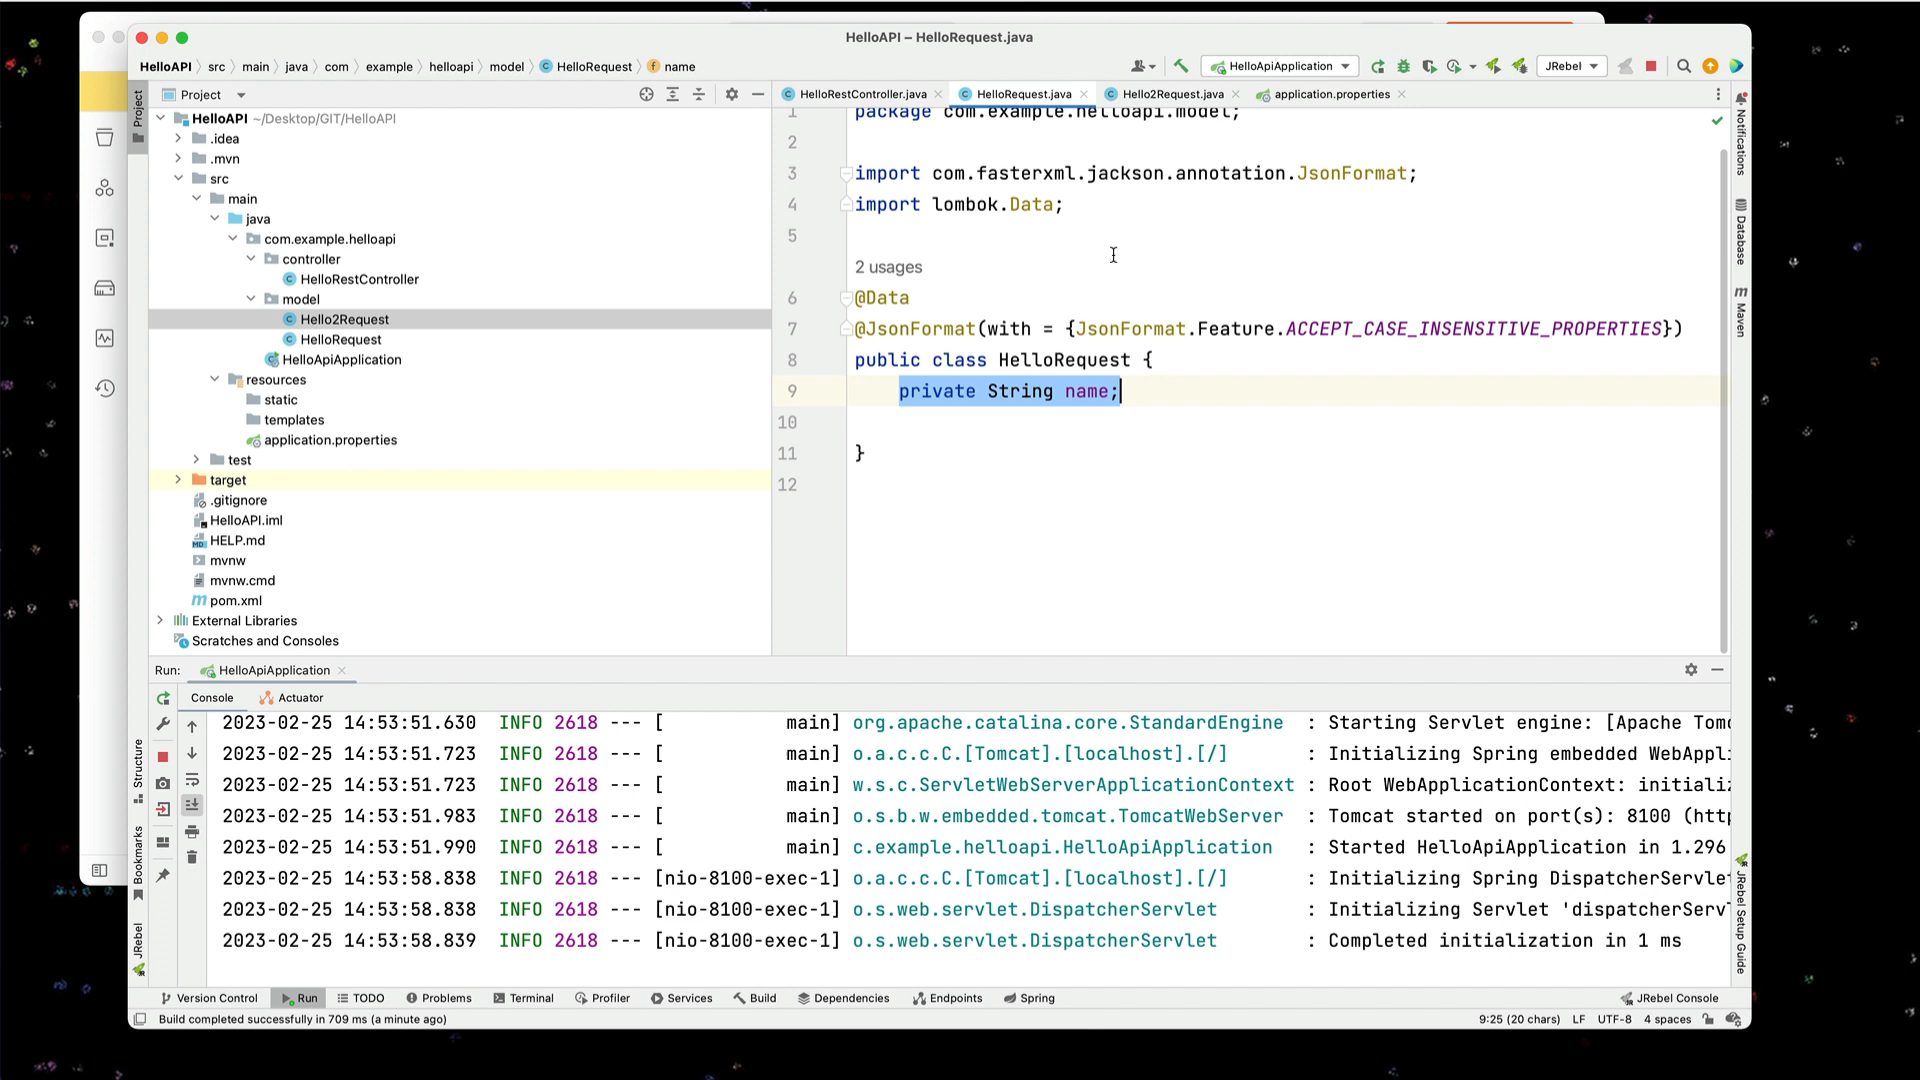 HelloAPI – HelloRequest.java
HelloAPI src main java com example helloapi model HelloRequest name
HelloApiApplication JRebel
Project
HelloRestController.java HelloRequest.java Hello2Request.java application.properties
Project
HelloAPI ~/Desktop/GIT/HelloAPI
.idea
.mvn
src
main
java
com.example.helloapi
controller
HelloRestController
model
Hello2Request
HelloRequest
HelloApiApplication
resources
static
templates
application.properties
test
target
.gitignore
HelloAPI.iml
HELP.md
mvnw
mvnw.cmd
pom.xml
External Libraries
Scratches and Consoles
1 package com.example.helloapi.model;
2
3 import com.fasterxml.jackson.annotation.JsonFormat;
4 import lombok.Data;
5
2 usages
6 @Data
7 @JsonFormat(with = {JsonFormat.Feature.ACCEPT_CASE_INSENSITIVE_PROPERTIES})
8 public class HelloRequest {
9 private String name;
10
11 }
12
Notifications
Database
Maven
Run: HelloApiApplication
Console Actuator
2023-02-25 14:53:51.630 INFO 2618 --- [ main] org.apache.catalina.core.StandardEngine : Starting Servlet engine: [Apache Tomc
2023-02-25 14:53:51.723 INFO 2618 --- [ main] o.a.c.c.C.[Tomcat].[localhost].[/] : Initializing Spring embedded WebAppl
2023-02-25 14:53:51.723 INFO 2618 --- [ main] w.s.c.ServletWebServerApplicationContext : Root WebApplicationContext: initializ
2023-02-25 14:53:51.983 INFO 2618 --- [ main] o.s.b.w.embedded.tomcat.TomcatWebServer : Tomcat started on port(s): 8100 (http
2023-02-25 14:53:51.990 INFO 2618 --- [ main] c.example.helloapi.HelloApiApplication : Started HelloApiApplication in 1.296
2023-02-25 14:53:58.838 INFO 2618 --- [nio-8100-exec-1] o.a.c.c.C.[Tomcat].[localhost].[/] : Initializing Spring DispatcherServlet
2023-02-25 14:53:58.838 INFO 2618 --- [nio-8100-exec-1] o.s.web.servlet.DispatcherServlet : Initializing Servlet 'dispatcherServ
2023-02-25 14:53:58.839 INFO 2618 --- [nio-8100-exec-1] o.s.web.servlet.DispatcherServlet : Completed initialization in 1 ms
Structure
Bookmarks
JRebel
JRebel Setup Guide
Version Control Run TODO Problems Terminal Profiler Services Build Dependencies Endpoints Spring JRebel Console
Build completed successfully in 709 ms (a minute ago) 9:25 (20 chars) LF UTF-8 4 spaces